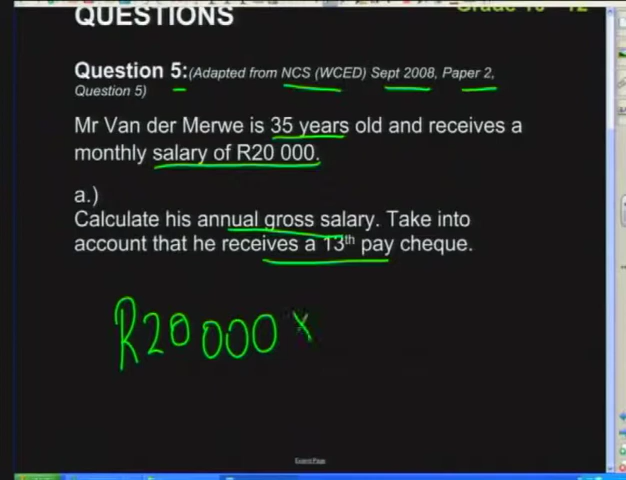 QUESTIONS
Question 5:(Adapted from NCS (WCED) Sept 2008, Paper 2,
Question 5)
Mr Van der Merwe is 35 years old and receives a
monthly salary of R20 000.
a.)
Calculate his annual gross salary. Take into
account that he receives a 13th pay cheque.
R20 000 x